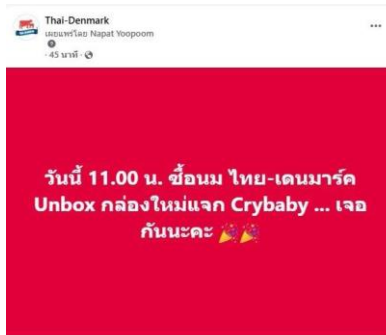 Thai-Denmark
เผยแพร่โดย Napat Yoopoom
· 45 นาที ·
วันนี้ 11.00 น. ซื้อนม ไทย-เดนมาร์ค
Unbox กล่องใหม่แจก Crybaby ... เจอ
กันนะคะ 🎉🎉